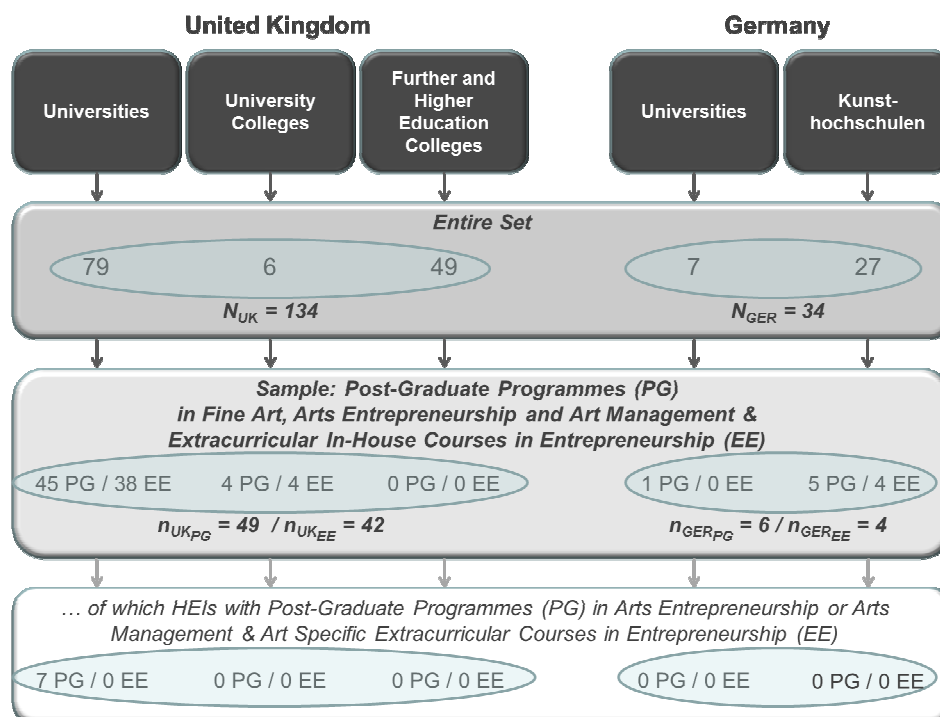 United Kingdom
Germany
Universities
University
Colleges
Further and
Higher
Education
Colleges
Universities
Kunst-
hochschulen
Entire Set
79 6 49 7 27
N_UK = 134 N_GER = 34
Sample: Post-Graduate Programmes (PG)
in Fine Art, Arts Entrepreneurship and Art Management &
Extracurricular In-House Courses in Entrepreneurship (EE)
45 PG / 38 EE 4 PG / 4 EE 0 PG / 0 EE 1 PG / 0 EE 5 PG / 4 EE
n_UK_PG = 49 / n_UK_EE = 42 n_GER_PG = 6 / n_GER_EE = 4
… of which HEIs with Post-Graduate Programmes (PG) in Arts Entrepreneurship or Arts
Management & Art Specific Extracurricular Courses in Entrepreneurship (EE)
7 PG / 0 EE 0 PG / 0 EE 0 PG / 0 EE 0 PG / 0 EE 0 PG / 0 EE